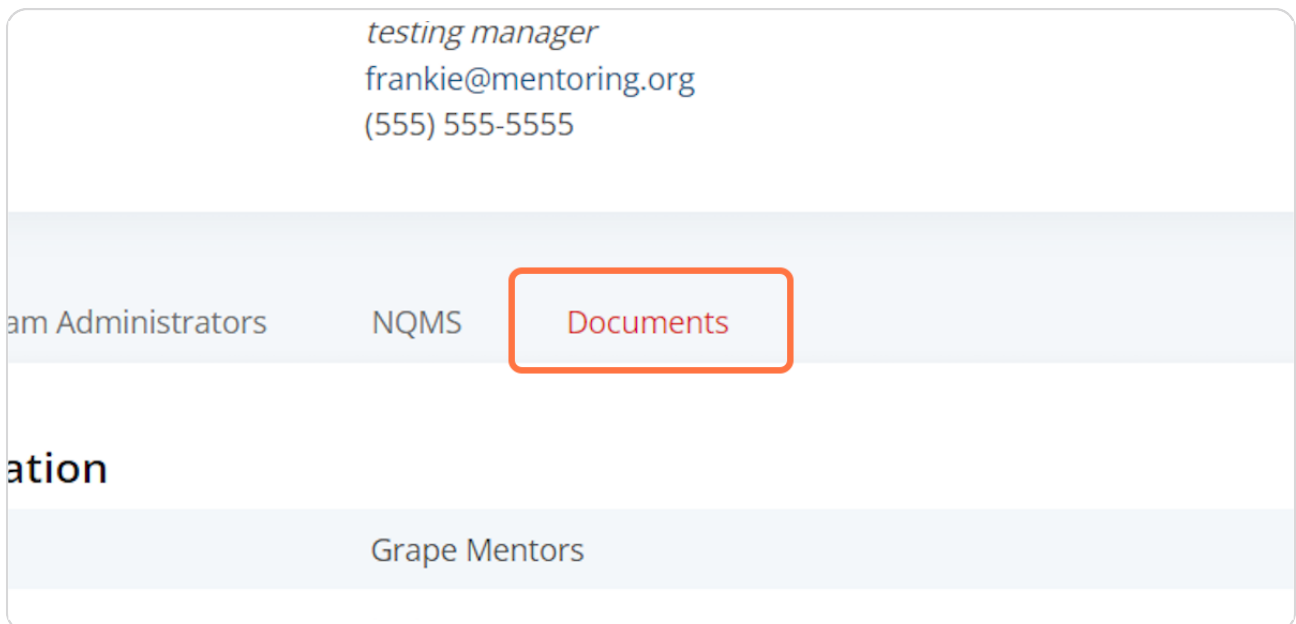 testing manager
frankie@mentoring.org
(555) 555-5555
am Administrators NQMS Documents
ation
Grape Mentors